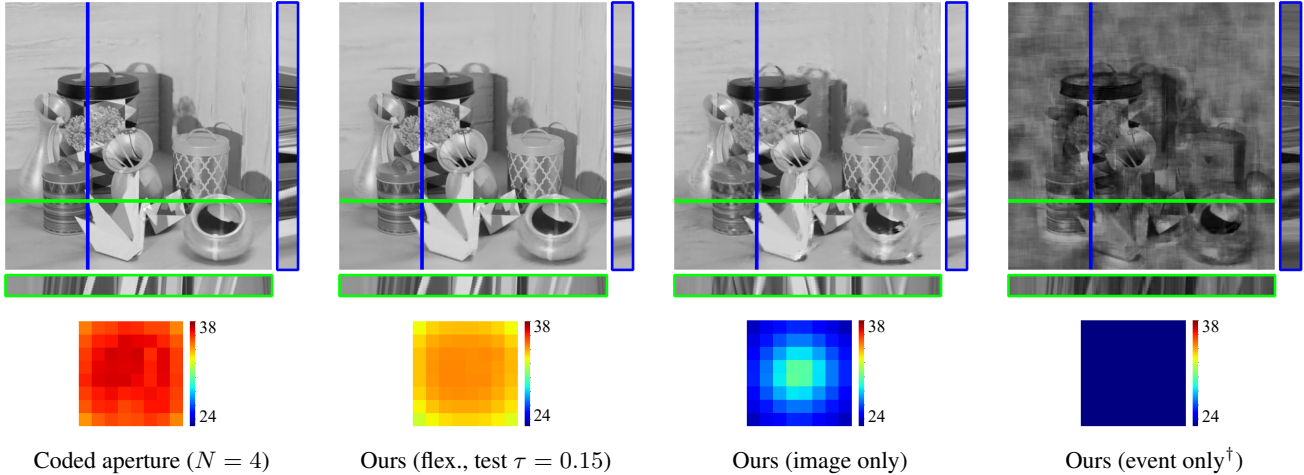 38
24
38
24
38
24
38
24
Coded aperture (N = 4)
Ours (flex., test τ = 0.15)
Ours (image only)
Ours (event only†)